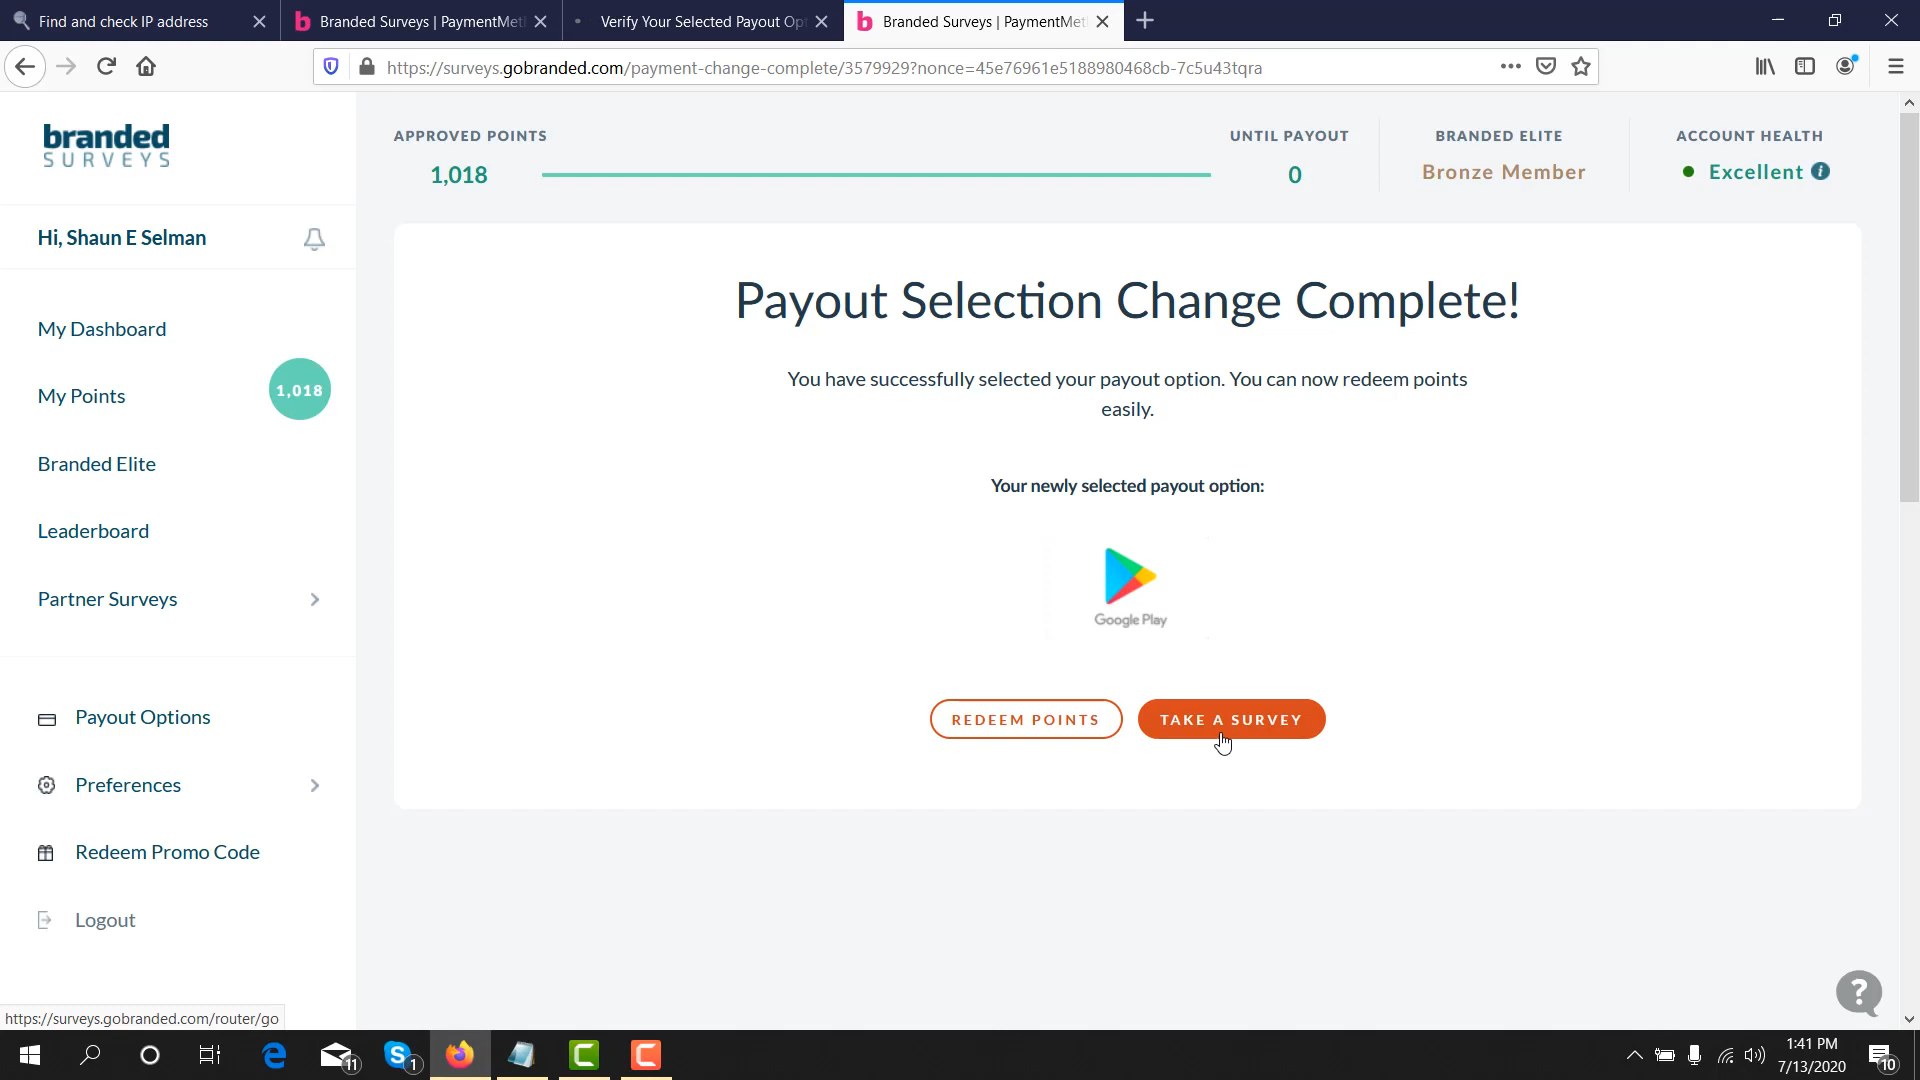 Find and check IP address
Branded Surveys | PaymentMet
Verify Your Selected Payout Opt
Branded Surveys | PaymentMet
https://surveys.gobranded.com/payment-change-complete/3579929?nonce=45e76961e5188980468cb-7c5u43tqra
branded
SURVEYS
APPROVED POINTS
1,018
UNTIL PAYOUT
0
BRANDED ELITE
Bronze Member
ACCOUNT HEALTH
Excellent
Hi, Shaun E Selman
My Dashboard
My Points
1,018
Branded Elite
Leaderboard
Partner Surveys
Payout Options
Preferences
Redeem Promo Code
Logout
Payout Selection Change Complete!
You have successfully selected your payout option. You can now redeem points
easily.
Your newly selected payout option:
Google Play
REDEEM POINTS
TAKE A SURVEY
https://surveys.gobranded.com/router/go
11
1
1:41 PM
7/13/2020
10